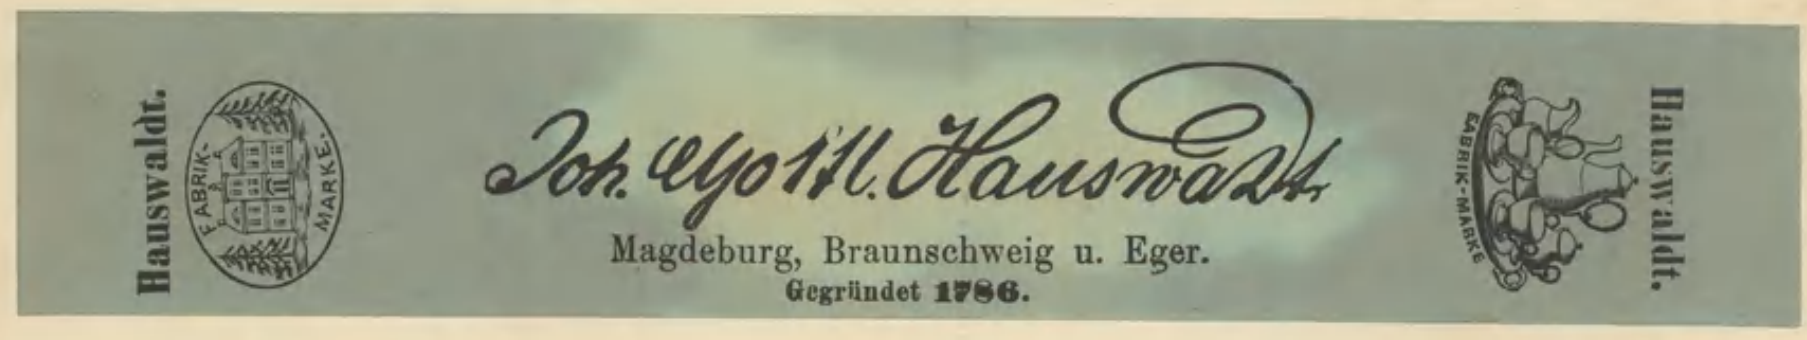 Hauswaldt.
FABRIK-MARKE.
Joh. Gottl. Hauswaldt.
Magdeburg, Braunschweig u. Eger.
Gegründet 1786.
FABRIK-MARKE
Hauswaldt.